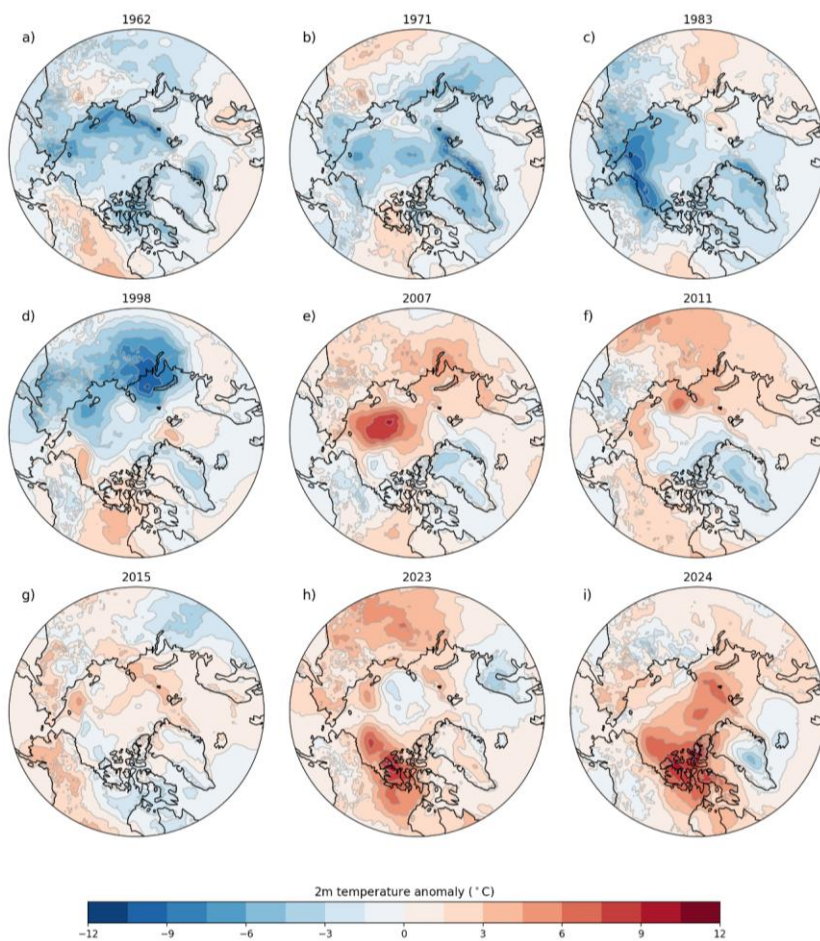 1962
1971
1983
a)
b)
c)
1998
2007
2011
d)
e)
f)
2015
2023
2024
g)
h)
i)
2m temperature anomaly (°C)
−12 −9 −6 −3 0 3 6 9 12